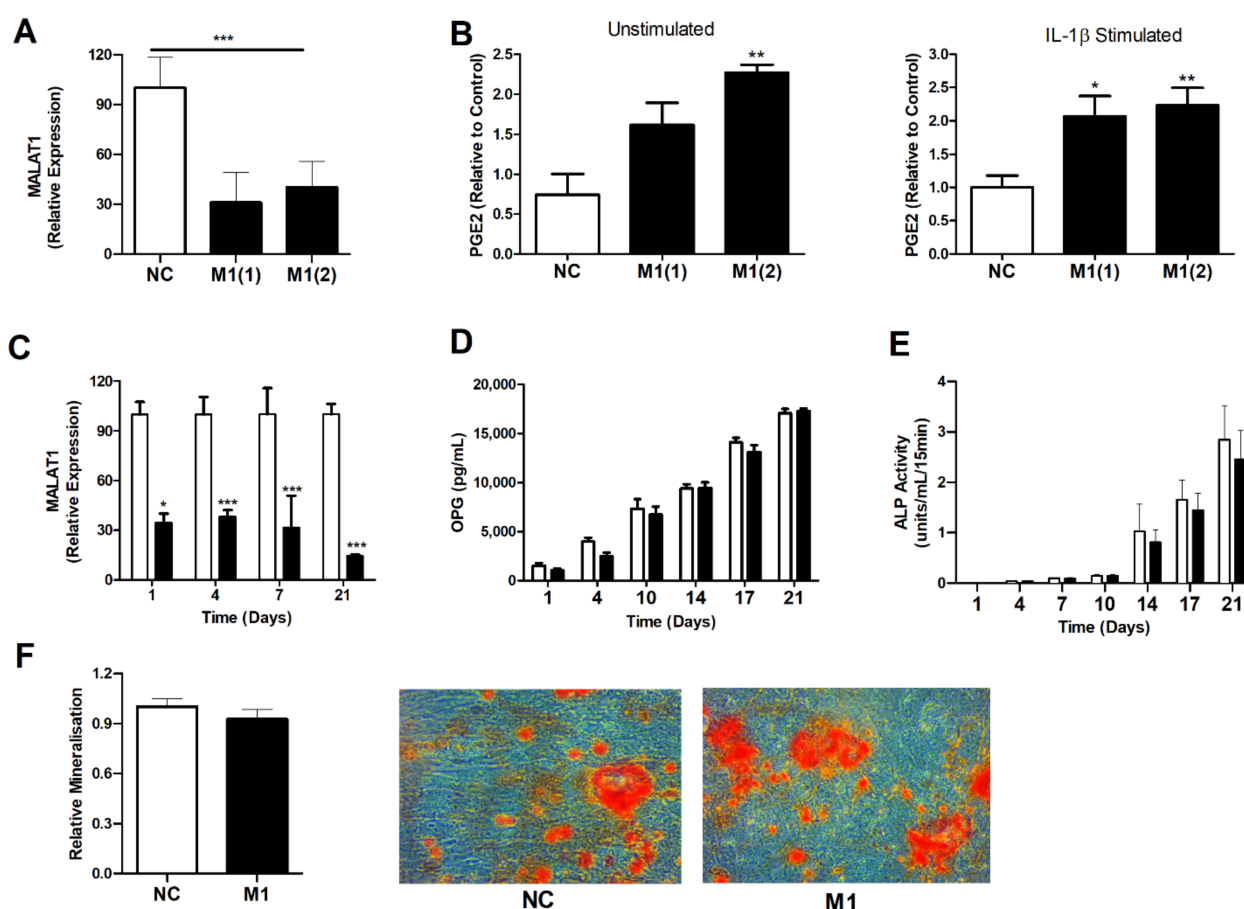 A
***
120
90
60
30
0
MALAT1
(Relative Expression)
NC
M1(1)
M1(2)
B
Unstimulated
**
2.5
2.0
1.5
1.0
0.5
0.0
PGE2 (Relative to Control)
NC
M1(1)
M1(2)
IL-1β Stimulated
*
**
3.0
2.5
2.0
1.5
1.0
0.5
0.0
PGE2 (Relative to Control)
NC
M1(1)
M1(2)
C
120
90
60
30
0
MALAT1
(Relative Expression)
*
***
***
***
1
4
7
21
Time (Days)
D
20,000
15,000
10,000
5,000
0
OPG (pg/mL)
1
4
10
14
17
21
Time (Days)
E
4
3
2
1
0
ALP Activity
(units/mL/15min)
1
4
7
10
14
17
21
Time (Days)
F
1.2
0.9
0.6
0.3
0.0
Relative Mineralisation
NC
M1
NC
M1